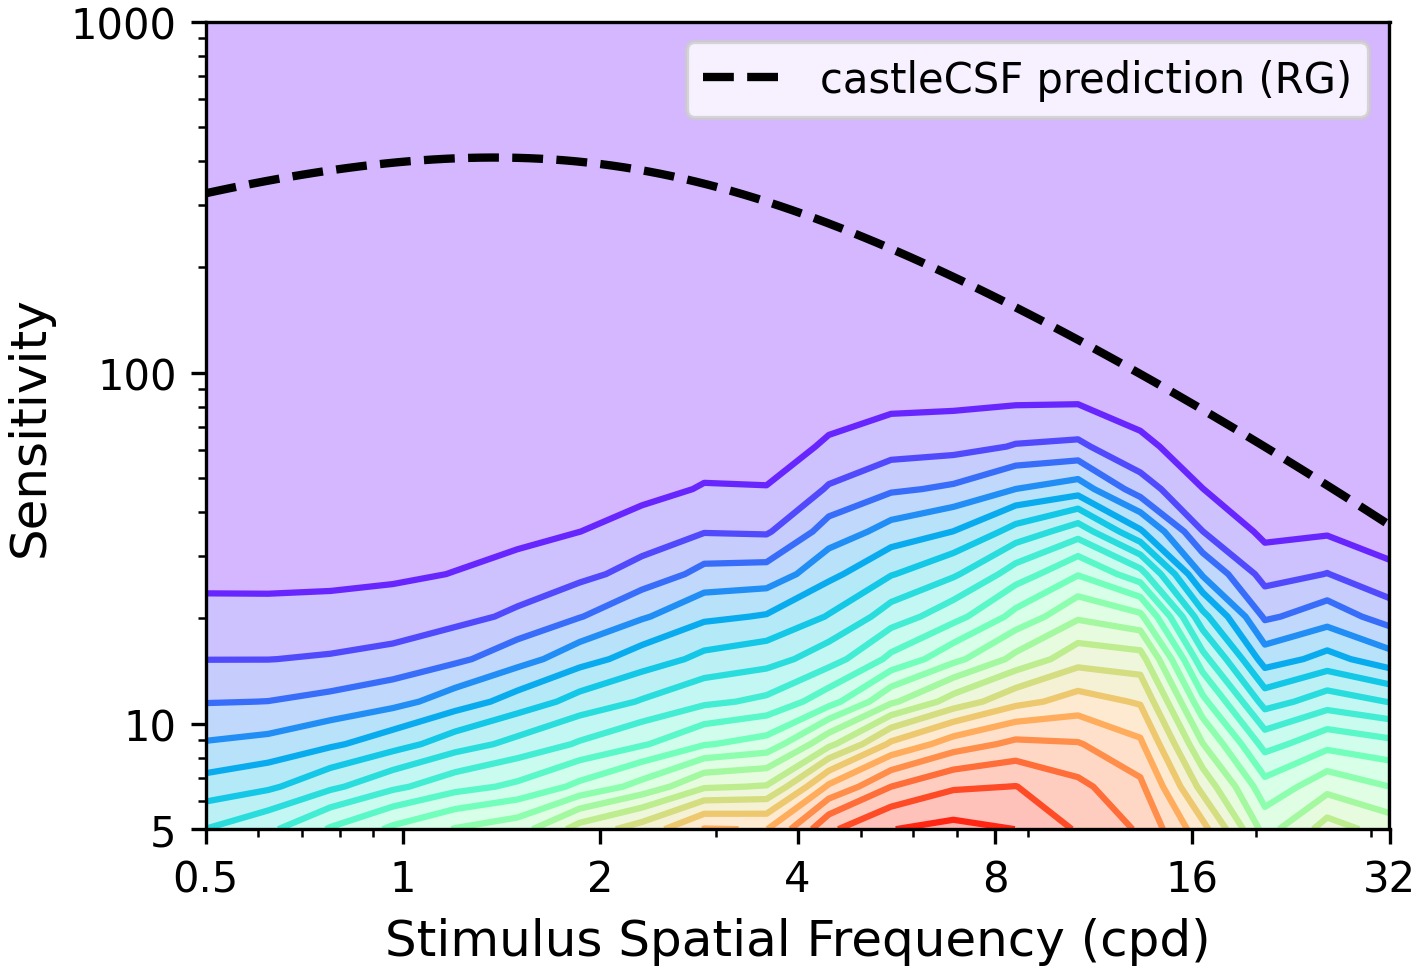 castleCSF prediction (RG)
Sensitivity
1000
100
10
5
0.5 1 2 4 8 16 32
Stimulus Spatial Frequency (cpd)